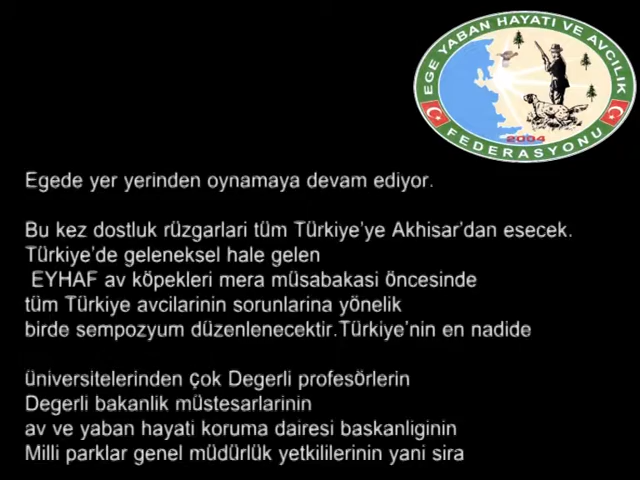 EGE YABAN HAYATI VE AVCILIK
FEDERASYONU
2004
Egede yer yerinden oynamaya devam ediyor.
Bu kez dostluk rüzgarlari tüm Türkiye'ye Akhisar'dan esecek.
Türkiye'de geleneksel hale gelen
EYHAF av köpekleri mera müsabakasi öncesinde
tüm Türkiye avcilarinin sorunlarina yönelik
birde sempozyum düzenlenecektir.Türkiye'nin en nadide
üniversitelerinden çok Degerli profesörlerin
Degerli bakanlik müstesarlarinin
av ve yaban hayati koruma dairesi baskanliginin
Milli parklar genel müdürlük yetkililerinin yani sira